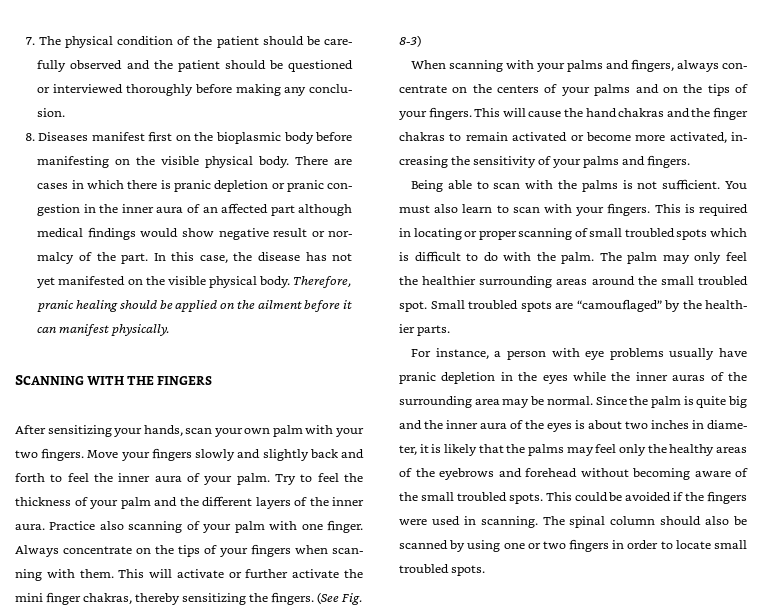 7. The physical condition of the patient should be care-
fully observed and the patient should be questioned
or interviewed thoroughly before making any conclu-
sion.
8. Diseases manifest first on the bioplasmic body before
manifesting on the visible physical body. There are
cases in which there is pranic depletion or pranic con-
gestion in the inner aura of an affected part although
medical findings would show negative result or nor-
malcy of the part. In this case, the disease has not
yet manifested on the visible physical body. Therefore,
pranic healing should be applied on the ailment before it
can manifest physically.
SCANNING WITH THE FINGERS
After sensitizing your hands, scan your own palm with your
two fingers. Move your fingers slowly and slightly back and
forth to feel the inner aura of your palm. Try to feel the
thickness of your palm and the different layers of the inner
aura. Practice also scanning of your palm with one finger.
Always concentrate on the tips of your fingers when scan-
ning with them. This will activate or further activate the
mini finger chakras, thereby sensitizing the fingers. (See Fig.
8-3)
When scanning with your palms and fingers, always con-
centrate on the centers of your palms and on the tips of
your fingers. This will cause the hand chakras and the finger
chakras to remain activated or become more activated, in-
creasing the sensitivity of your palms and fingers.
Being able to scan with the palms is not sufficient. You
must also learn to scan with your fingers. This is required
in locating or proper scanning of small troubled spots which
is difficult to do with the palm. The palm may only feel
the healthier surrounding areas around the small troubled
spot. Small troubled spots are “camouflaged” by the health-
ier parts.
For instance, a person with eye problems usually have
pranic depletion in the eyes while the inner auras of the
surrounding area may be normal. Since the palm is quite big
and the inner aura of the eyes is about two inches in diame-
ter, it is likely that the palms may feel only the healthy areas
of the eyebrows and forehead without becoming aware of
the small troubled spots. This could be avoided if the fingers
were used in scanning. The spinal column should also be
scanned by using one or two fingers in order to locate small
troubled spots.